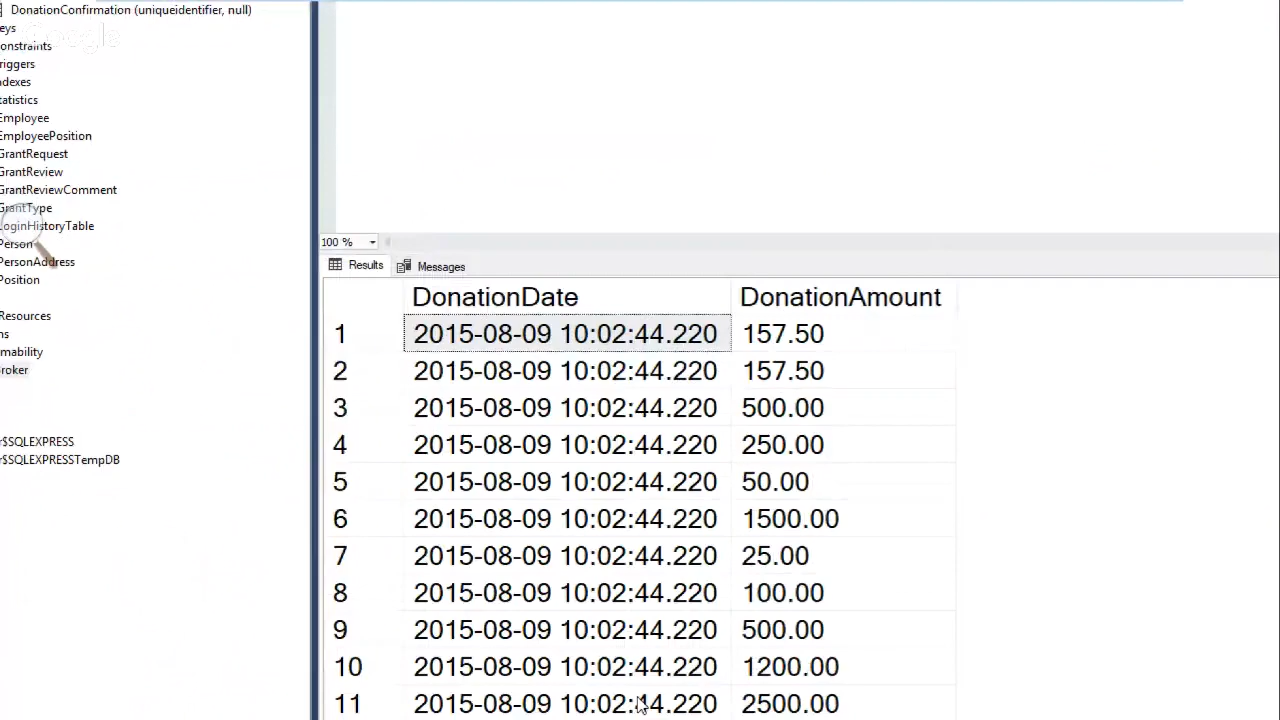 DonationConfirmation (uniqueidentifier, null)
Google
eys
onstraints
riggers
ndexes
tatistics
Employee
EmployeePosition
GrantRequest
GrantReview
GrantReviewComment
GrantType
LoginHistoryTable
Person
PersonAddress
Position
Resources
ns
mability
Broker
r$SQLEXPRESS
r$SQLEXPRESSTempDB
100 %
Results Messages
DonationDate DonationAmount
1 2015-08-09 10:02:44.220 157.50
2 2015-08-09 10:02:44.220 157.50
3 2015-08-09 10:02:44.220 500.00
4 2015-08-09 10:02:44.220 250.00
5 2015-08-09 10:02:44.220 50.00
6 2015-08-09 10:02:44.220 1500.00
7 2015-08-09 10:02:44.220 25.00
8 2015-08-09 10:02:44.220 100.00
9 2015-08-09 10:02:44.220 500.00
10 2015-08-09 10:02:44.220 1200.00
11 2015-08-09 10:02:44.220 2500.00